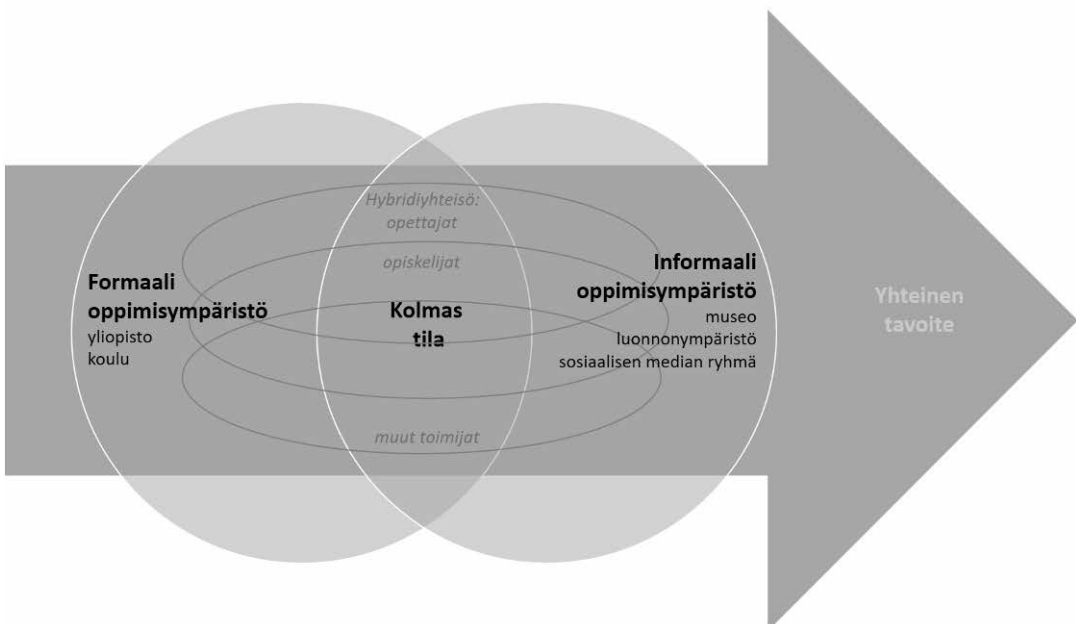 Hybridiyhteisö:
opettajat
opiskelijat
Formaali
oppimisympäristö
yliopisto
koulu
Kolmas
tila
Informaali
oppimisympäristö
museo
luonnonympäristö
sosiaalisen median ryhmä
muut toimijat
Yhteinen
tavoite